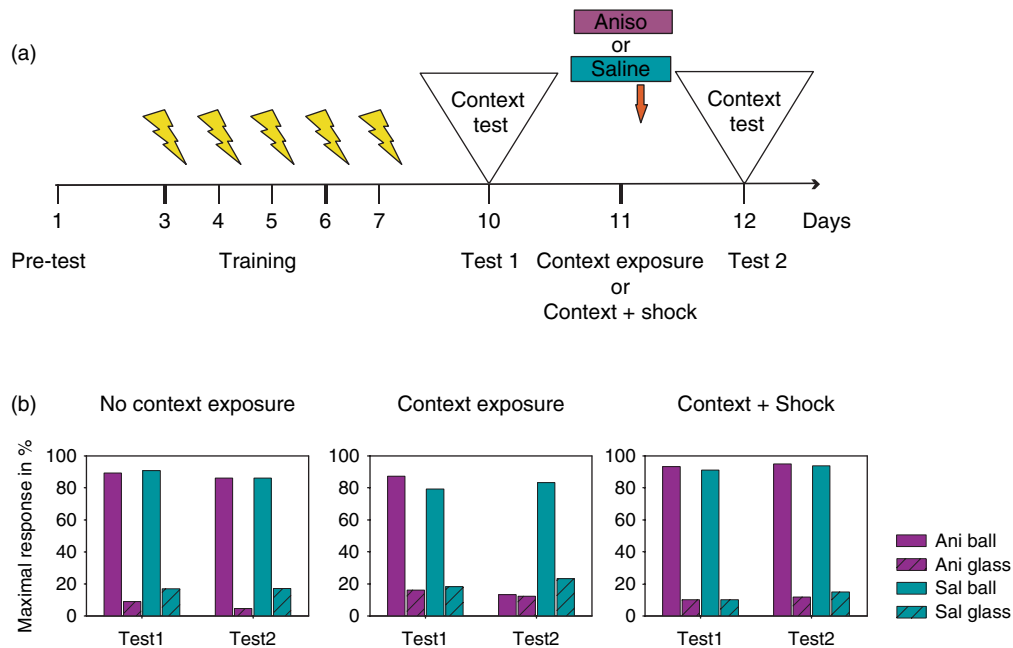 (a)
Aniso
or
Saline
Context
test
Context
test
1 3 4 5 6 7 10 11 12 Days
Pre-test Training Test 1 Context exposure Test 2
or
Context + shock
(b) No context exposure Context exposure Context + Shock
Maximal response in %
100 100 100
80 80 80
60 60 60
40 40 40
20 20 20
0 0 0
Test1 Test2 Test1 Test2 Test1 Test2
Ani ball
Ani glass
Sal ball
Sal glass